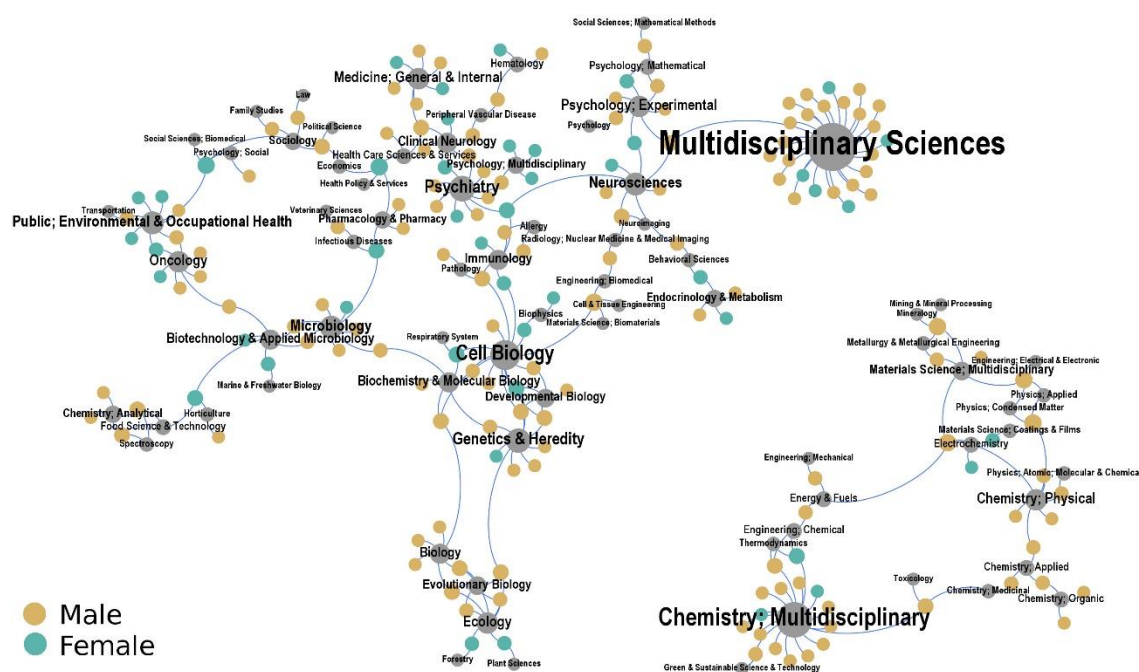 Social Sciences; Mathematical Methods
Hematology
Psychology; Mathematical
Medicine; General & Internal
Law
Family Studies
Peripheral Vascular Disease
Psychology; Experimental
Political Science
Psychology
Social Sciences; Biomedical
Sociology
Clinical Neurology
Multidisciplinary Sciences
Psychology; Social
Health Care Sciences & Services
Economics
Psychology; Multidisciplinary
Health Policy & Services
Psychiatry
Neurosciences
Transportation
Veterinary Sciences
Public; Environmental & Occupational Health
Pharmacology & Pharmacy
Neuroimaging
Allergy
Infectious Diseases
Radiology; Nuclear Medicine & Medical Imaging
Oncology
Immunology
Behavioral Sciences
Pathology
Engineering; Biomedical
Endocrinology & Metabolism
Cell & Tissue Engineering
Mining & Mineral Processing
Biophysics
Mineralogy
Microbiology
Materials Science; Biomaterials
Biotechnology & Applied Microbiology
Respiratory System
Metallurgy & Metallurgical Engineering
Cell Biology
Engineering; Electrical & Electronic
Materials Science; Multidisciplinary
Biochemistry & Molecular Biology
Marine & Freshwater Biology
Developmental Biology
Physics; Applied
Physics; Condensed Matter
Chemistry; Analytical
Horticulture
Food Science & Technology
Materials Science; Coatings & Films
Genetics & Heredity
Spectroscopy
Electrochemistry
Engineering; Mechanical
Physics; Atomic; Molecular & Chemica
Energy & Fuels
Chemistry; Physical
Engineering; Chemical
Thermodynamics
Biology
Chemistry; Applied
Evolutionary Biology
Toxicology
Chemistry; Medicinal
Chemistry; Organic
Male
Chemistry; Multidisciplinary
Ecology
Female
Forestry
Plant Sciences
Green & Sustainable Science & Technology